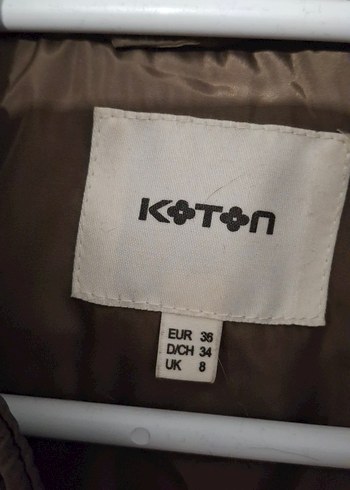 KOTON
EUR 36
D/CH 34
UK 8